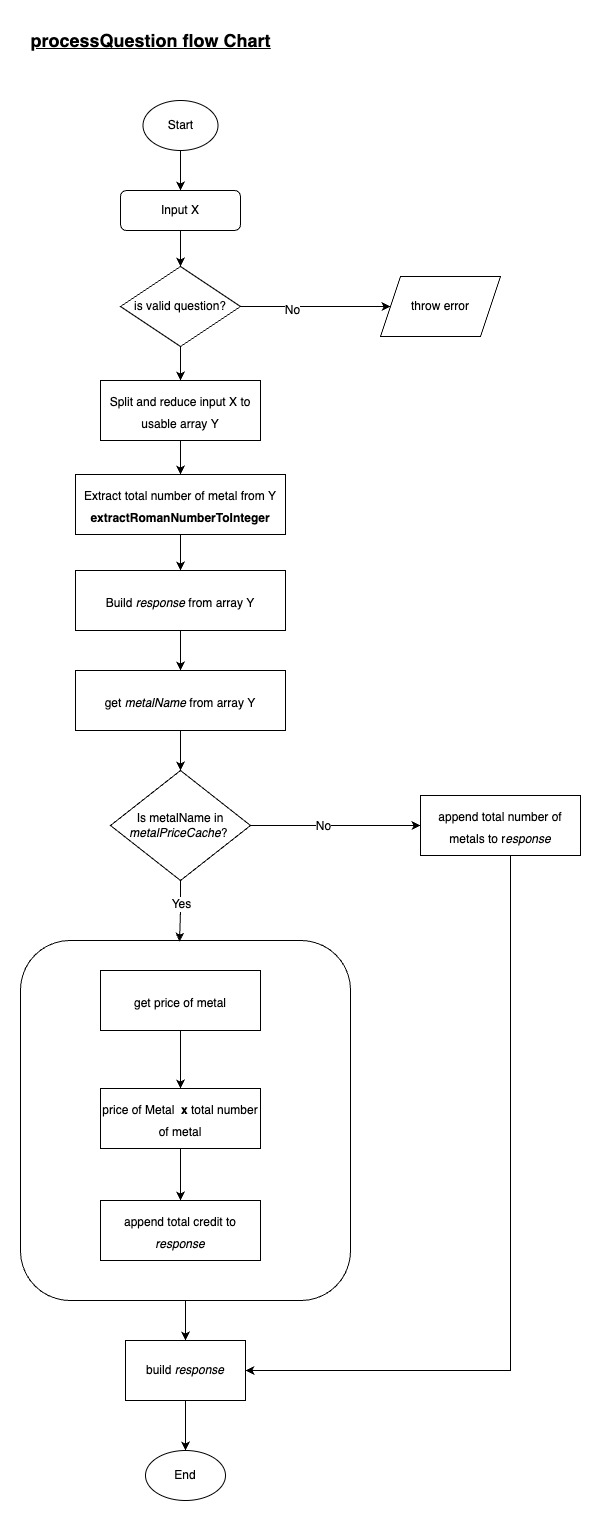 processQuestion flow Chart
Start
Input X
is valid question?
No
throw error
Split and reduce input X to
usable array Y
Extract total number of metal from Y
extractRomanNumberToInteger
Build response from array Y
get metalName from array Y
Is metalName in
metalPriceCache?
No
append total number of
metals to response
Yes
get price of metal
price of Metal x total number
of metal
append total credit to
response
build response
End